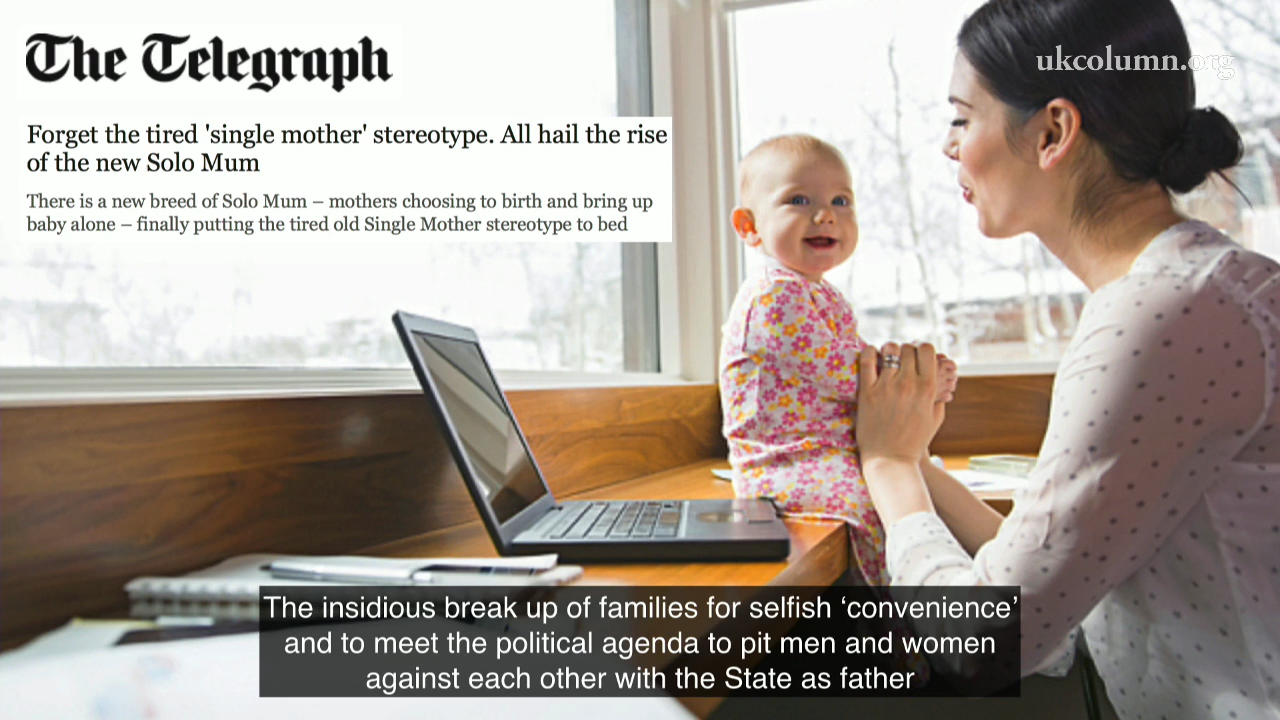 The Telegraph
ukcolumn.org
Forget the tired 'single mother' stereotype. All hail the rise
of the new Solo Mum
There is a new breed of Solo Mum – mothers choosing to birth and bring up
baby alone – finally putting the tired old Single Mother stereotype to bed
The insidious break up of families for selfish ‘convenience’
and to meet the political agenda to pit men and women
against each other with the State as father